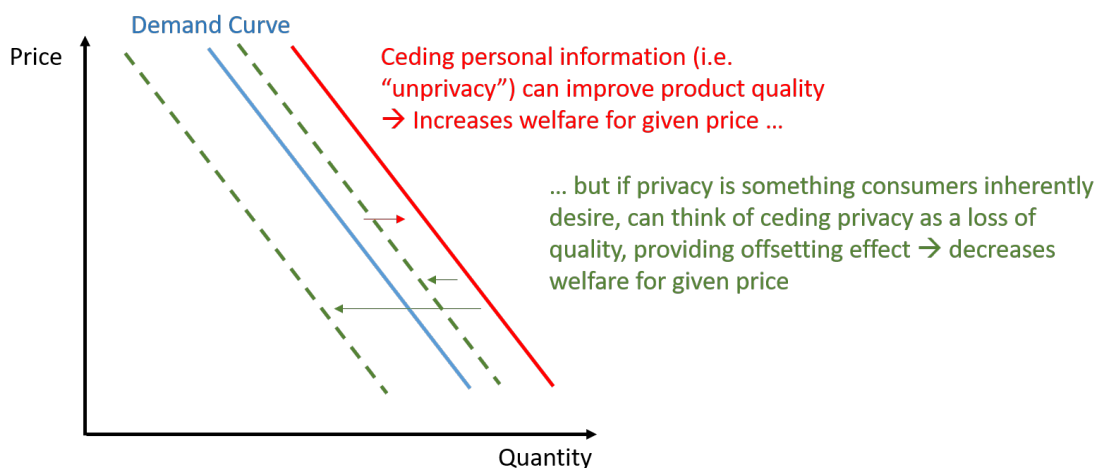 Demand Curve
Price
Ceding personal information (i.e.
“unprivacy”) can improve product quality
→ Increases welfare for given price …
… but if privacy is something consumers inherently
desire, can think of ceding privacy as a loss of
quality, providing offsetting effect → decreases
welfare for given price
Quantity